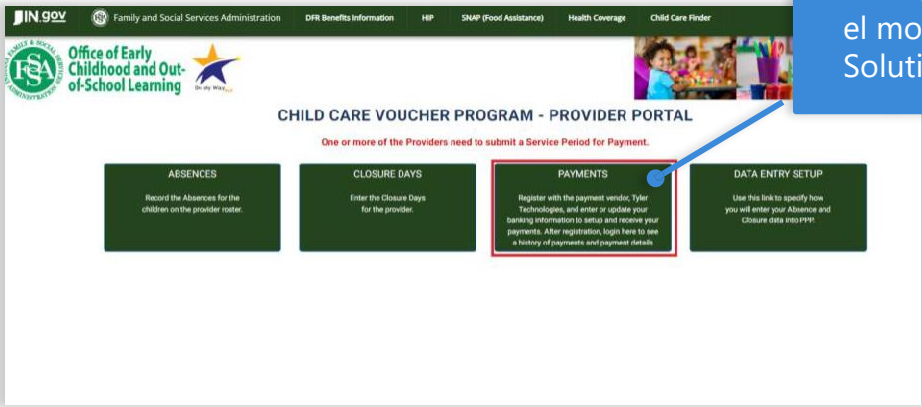 IN.gov Family and Social Services Administration DFR Benefits Information HIP SNAP (Food Assistance) Health Coverage Child Care Finder
el mo
Soluti
Office of Early
Childhood and Out-
of-School Learning
On My Way
CHILD CARE VOUCHER PROGRAM - PROVIDER PORTAL
One or more of the Providers need to submit a Service Period for Payment.
ABSENCES
Record the Absences for the
children on the provider roster.
CLOSURE DAYS
Enter the Closure Days
for the provider.
PAYMENTS
Register with the payment vendor, Tyler
Technologies, and enter or update your
banking information to setup and receive your
payments. After registration, login here to see
a history of payments and payment details
DATA ENTRY SETUP
Use this link to specify how
you will enter your Absence and
Closure data into PPP.